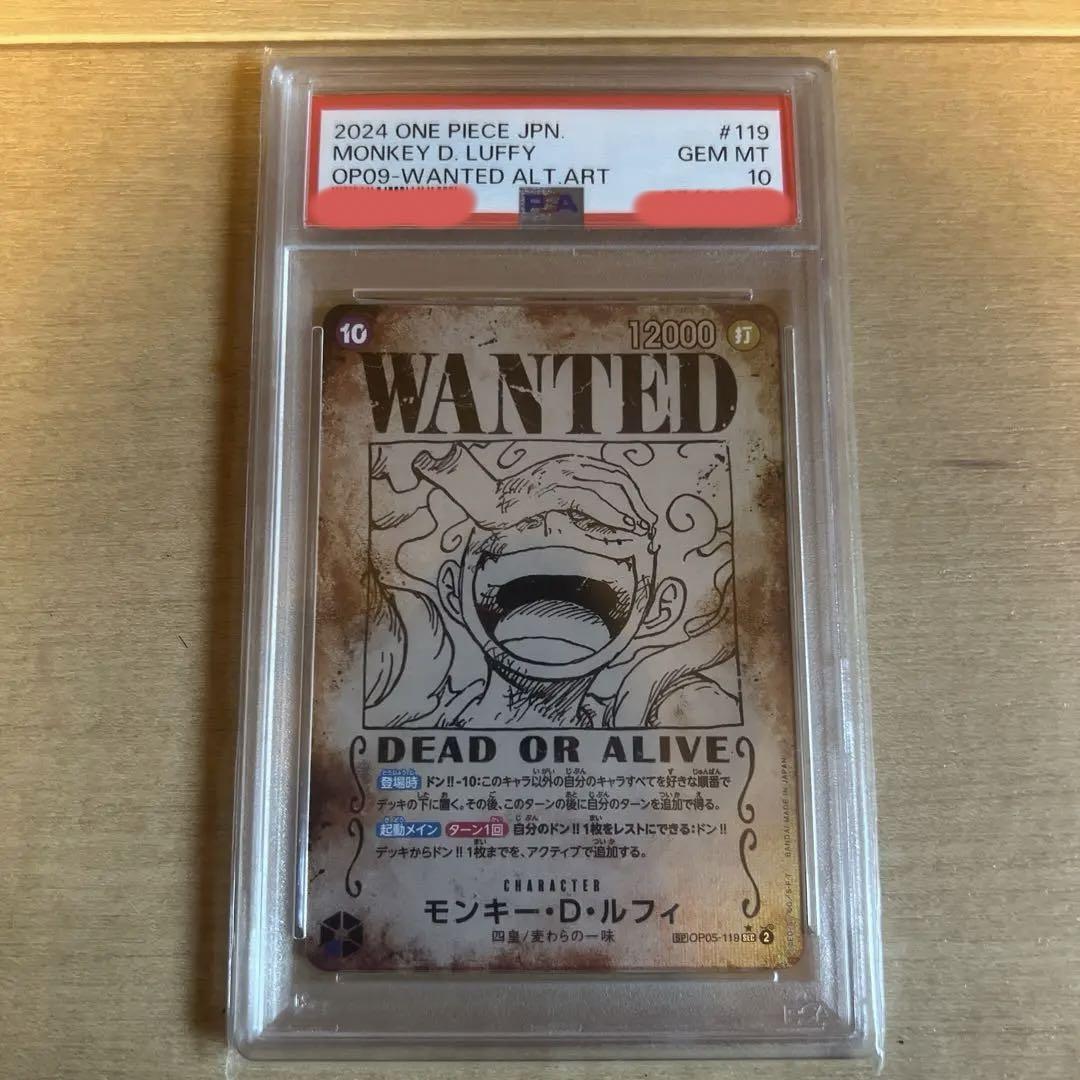 2024 ONE PIECE JPN. #119
MONKEY D. LUFFY GEM MT
OP09-WANTED ALT.ART 10
PSA
10 12000 打
WANTED
DEAD OR ALIVE
登場時 ドン!!-10:このキャラ以外の自分のキャラすべてを好きな順番で
デッキの下に置く。その後、このターンの後に自分のターンを追加で得る。
起動メイン ターン1回 自分のドン!!1枚をレストにできる:ドン!!
デッキからドン!!1枚までを、アクティブで追加する。
CHARACTER
モンキー・D・ルフィ
四皇/麦わらの一味
SP OP05-119 SEC 2
BANDAI MADE IN JAPAN